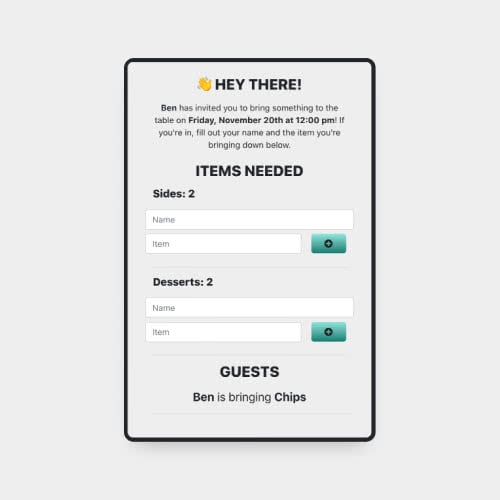 👋 HEY THERE!
Ben has invited you to bring something to the
table on Friday, November 20th at 12:00 pm! If
you're in, fill out your name and the item you're
bringing down below.
ITEMS NEEDED
Sides: 2
Name
Item
Desserts: 2
Name
Item
GUESTS
Ben is bringing Chips